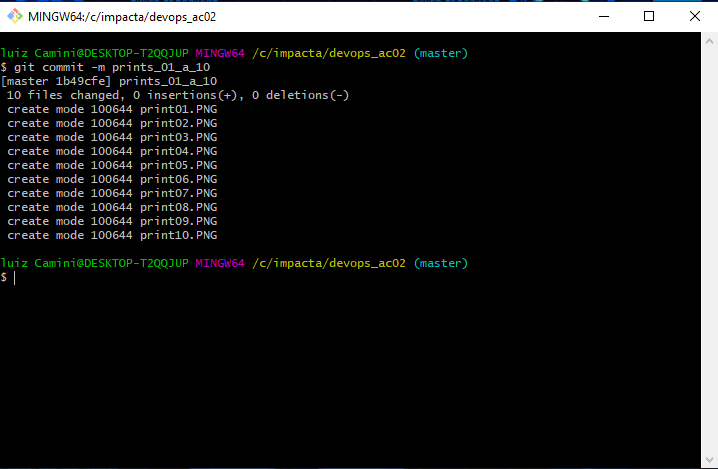 MINGW64:/c/impacta/devops_ac02
luiz Camini@DESKTOP-T2QQJUP MINGW64 /c/impacta/devops_ac02 (master)
$ git commit -m prints_01_a_10
[master 1b49cfe] prints_01_a_10
 10 files changed, 0 insertions(+), 0 deletions(-)
 create mode 100644 print01.PNG
 create mode 100644 print02.PNG
 create mode 100644 print03.PNG
 create mode 100644 print04.PNG
 create mode 100644 print05.PNG
 create mode 100644 print06.PNG
 create mode 100644 print07.PNG
 create mode 100644 print08.PNG
 create mode 100644 print09.PNG
 create mode 100644 print10.PNG
luiz Camini@DESKTOP-T2QQJUP MINGW64 /c/impacta/devops_ac02 (master)
$